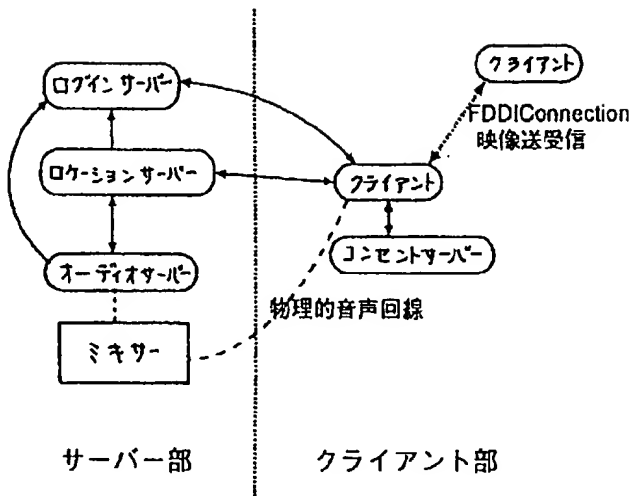 ログインサーバー
クライアント
FDDIConnection
映像送受信
ロケーションサーバー
クライアント
オーディオサーバー
コンセントサーバー
物理的音声回線
ミキサー
サーバー部
クライアント部